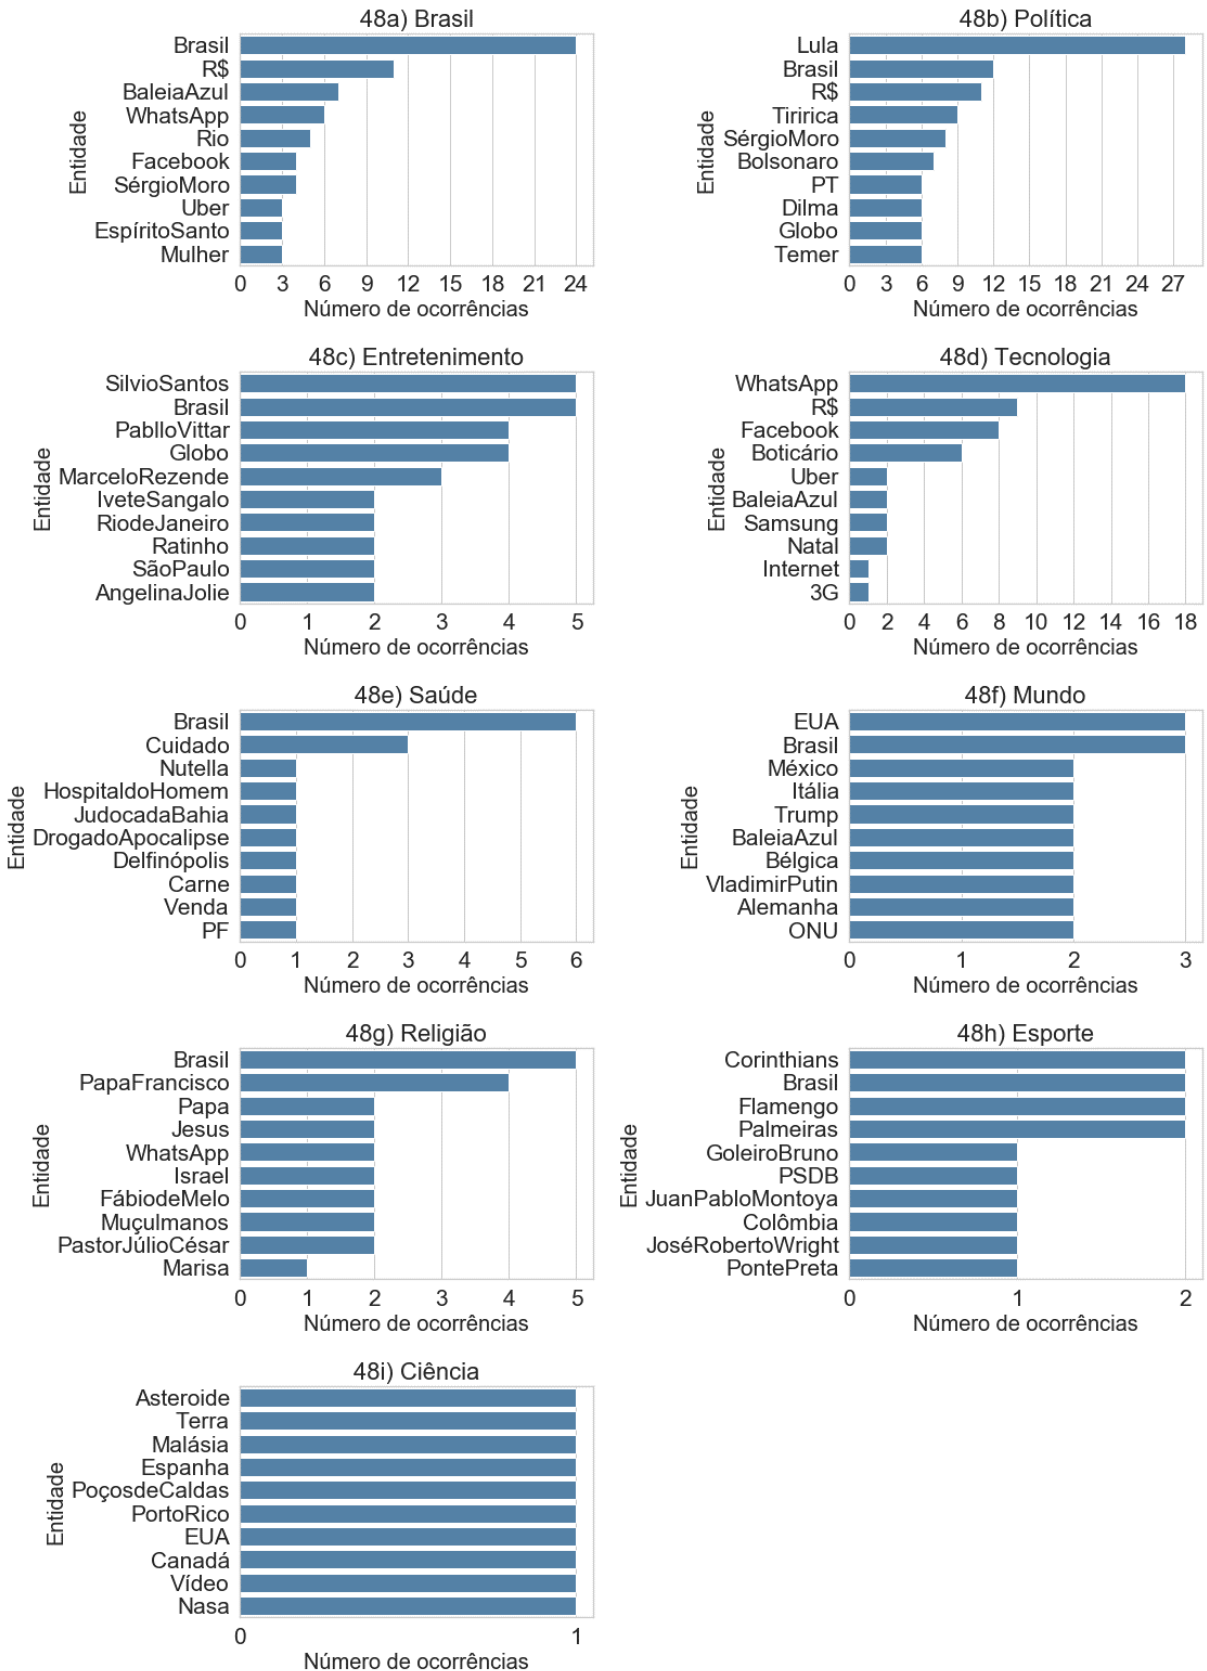 48a) Brasil
Entidade
Brasil
R$
BaleiaAzul
WhatsApp
Rio
Facebook
SérgioMoro
Uber
EspíritoSanto
Mulher
0 3 6 9 12 15 18 21 24
Número de ocorrências
48b) Política
Entidade
Lula
Brasil
R$
Tiririca
SérgioMoro
Bolsonaro
PT
Dilma
Globo
Temer
0 3 6 9 12 15 18 21 24 27
Número de ocorrências
48c) Entretenimento
Entidade
SilvioSantos
Brasil
PablloVittar
Globo
MarceloRezende
IveteSangalo
RiodeJaneiro
Ratinho
SãoPaulo
AngelinaJolie
0 1 2 3 4 5
Número de ocorrências
48d) Tecnologia
Entidade
WhatsApp
R$
Facebook
Boticário
Uber
BaleiaAzul
Samsung
Natal
Internet
3G
0 2 4 6 8 10 12 14 16 18
Número de ocorrências
48e) Saúde
Entidade
Brasil
Cuidado
Nutella
HospitaldoHomem
JudocadaBahia
DrogadoApocalipse
Delfinópolis
Carne
Venda
PF
0 1 2 3 4 5 6
Número de ocorrências
48f) Mundo
Entidade
EUA
Brasil
México
Itália
Trump
BaleiaAzul
Bélgica
VladimirPutin
Alemanha
ONU
0 1 2 3
Número de ocorrências
48g) Religião
Entidade
Brasil
PapaFrancisco
Papa
Jesus
WhatsApp
Israel
FábiodeMelo
Muçulmanos
PastorJúlioCésar
Marisa
0 1 2 3 4 5
Número de ocorrências
48h) Esporte
Entidade
Corinthians
Brasil
Flamengo
Palmeiras
GoleiroBruno
PSDB
JuanPabloMontoya
Colômbia
JoséRobertoWright
PontePreta
0 1 2
Número de ocorrências
48i) Ciência
Entidade
Asteroide
Terra
Malásia
Espanha
PoçosdeCaldas
PortoRico
EUA
Canadá
Vídeo
Nasa
0 1
Número de ocorrências